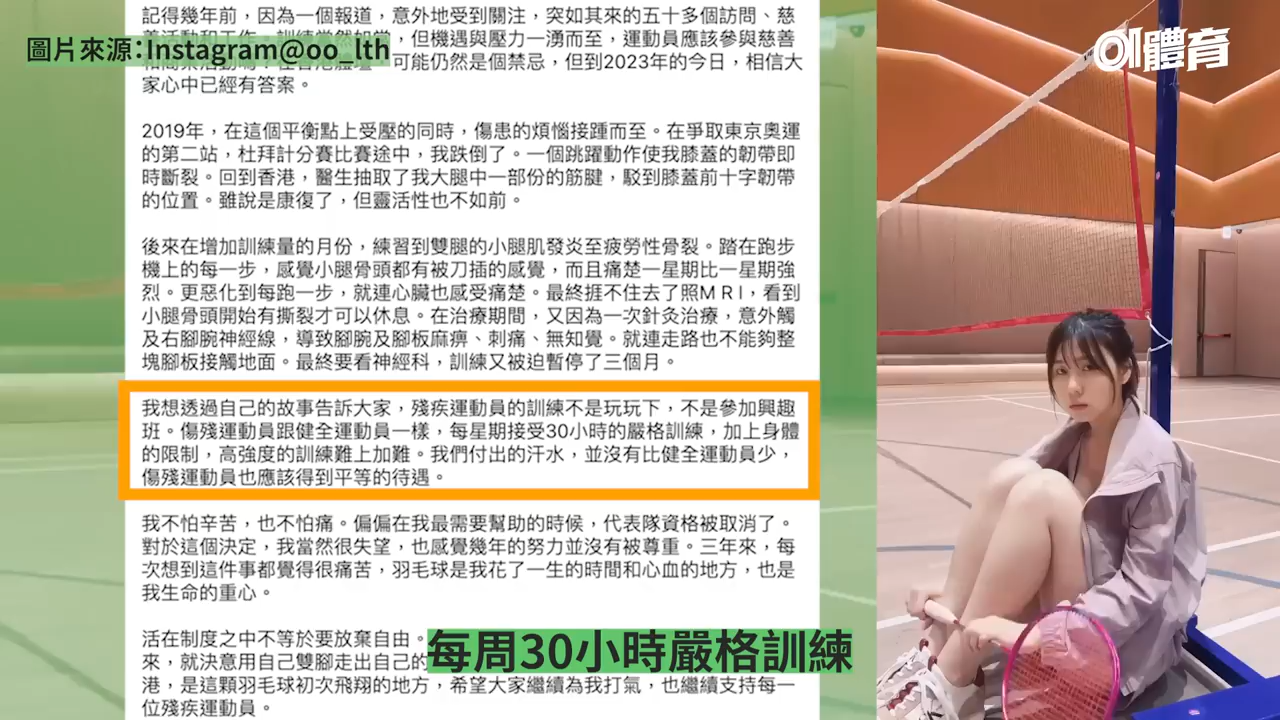 記得幾年前，因為一個報道，意外地受到關注，突如其來的五十多個訪問、慈
圖片來源：Instagram@oo_lth
，但機遇與壓力一湧而至，運動員應該參與慈善
可能仍然是個禁忌，但到2023年的今日，相信大
家心中已經有答案。
01體育
2019年，在這個平衡點上受壓的同時，傷患的煩惱接踵而至。在爭取東京奧運
的第二站，杜拜計分賽比賽途中，我跌倒了。一個跳躍動作使我膝蓋的韌帶即
時斷裂。回到香港，醫生抽取了我大腿中一部份的筋腱，駁到膝蓋前十字韌帶
的位置。雖說是康復了，但靈活性也不如前。
後來在增加訓練量的月份，練習到雙腿的小腿肌發炎至疲勞性骨裂。踏在跑步
機上的每一步，感覺小腿骨頭都有被刀插的感覺，而且痛楚一星期比一星期強
烈。更惡化到每跑一步，就連心臟也感受痛楚。最終捱不住去了照MRI，看到
小腿骨頭開始有撕裂才可以休息。在治療期間，又因為一次針灸治療，意外觸
及右腳腕神經線，導致腳腕及腳板麻痹、刺痛、無知覺。就連走路也不能夠整
塊腳板接觸地面。最終要看神經科，訓練又被迫暫停了三個月。
我想透過自己的故事告訴大家，殘疾運動員的訓練不是玩玩下，不是參加興趣
班。傷殘運動員跟健全運動員一樣，每星期接受30小時的嚴格訓練，加上身體
的限制，高強度的訓練難上加難。我們付出的汗水，並沒有比健全運動員少，
傷殘運動員也應該得到平等的待遇。
我不怕辛苦，也不怕痛。偏偏在我最需要幫助的時候，代表隊資格被取消了。
對於這個決定，我當然很失望，也感覺幾年的努力並沒有被尊重。三年來，每
次想到這件事都覺得很痛苦，羽毛球是我花了一生的時間和心血的地方，也是
我生命的重心。
活在制度之中不等於要放棄自由。
來，就決意用自己雙腳走出自己的
港，是這顆羽毛球初次飛翔的地方，希望大家繼續為我打氣，也繼續支持每一
位殘疾運動員。
每周30小時嚴格訓練